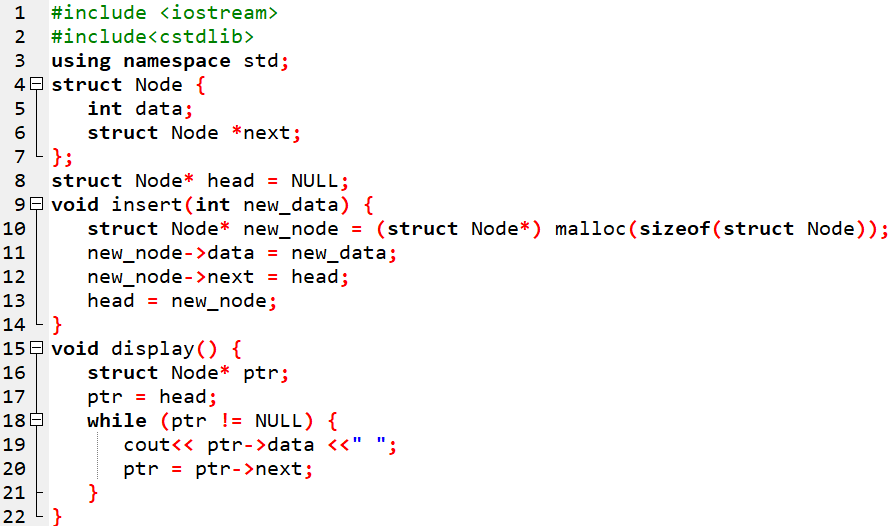 1 #include <iostream>
2 #include<cstdlib>
3 using namespace std;
4 struct Node {
5    int data;
6    struct Node *next;
7 };
8 struct Node* head = NULL;
9 void insert(int new_data) {
10    struct Node* new_node = (struct Node*) malloc(sizeof(struct Node));
11    new_node->data = new_data;
12    new_node->next = head;
13    head = new_node;
14 }
15 void display() {
16    struct Node* ptr;
17    ptr = head;
18    while (ptr != NULL) {
19       cout<< ptr->data <<" ";
20       ptr = ptr->next;
21    }
22 }